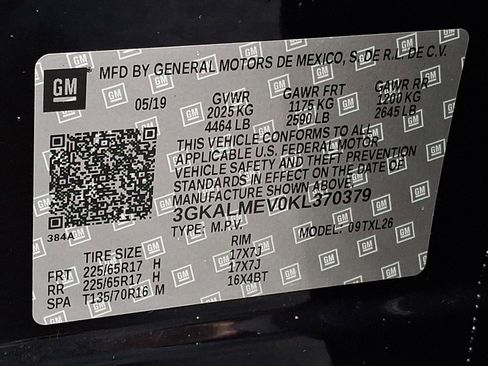 GM MFD BY GENERAL MOTORS DE MEXICO, S. DE R.L. DE C.V.
05/19 GVWR GAWR FRT GAWR RR
2025 KG 1175 KG 1200 KG
4464 LB 2590 LB 2645 LB
THIS VEHICLE CONFORMS TO ALL
APPLICABLE U.S. FEDERAL MOTOR
VEHICLE SAFETY AND THEFT PREVENTION
STANDARDS IN EFFECT ON THE DATE OF
MANUFACTURE SHOWN ABOVE.
3GKALMEV0KL370379
384A TYPE: M.P.V. MODEL: 09TXL26
TIRE SIZE RIM
FRT 225/65R17 H 17X7J
RR 225/65R17 H 17X7J
SPA T135/70R16 M 16X4BT